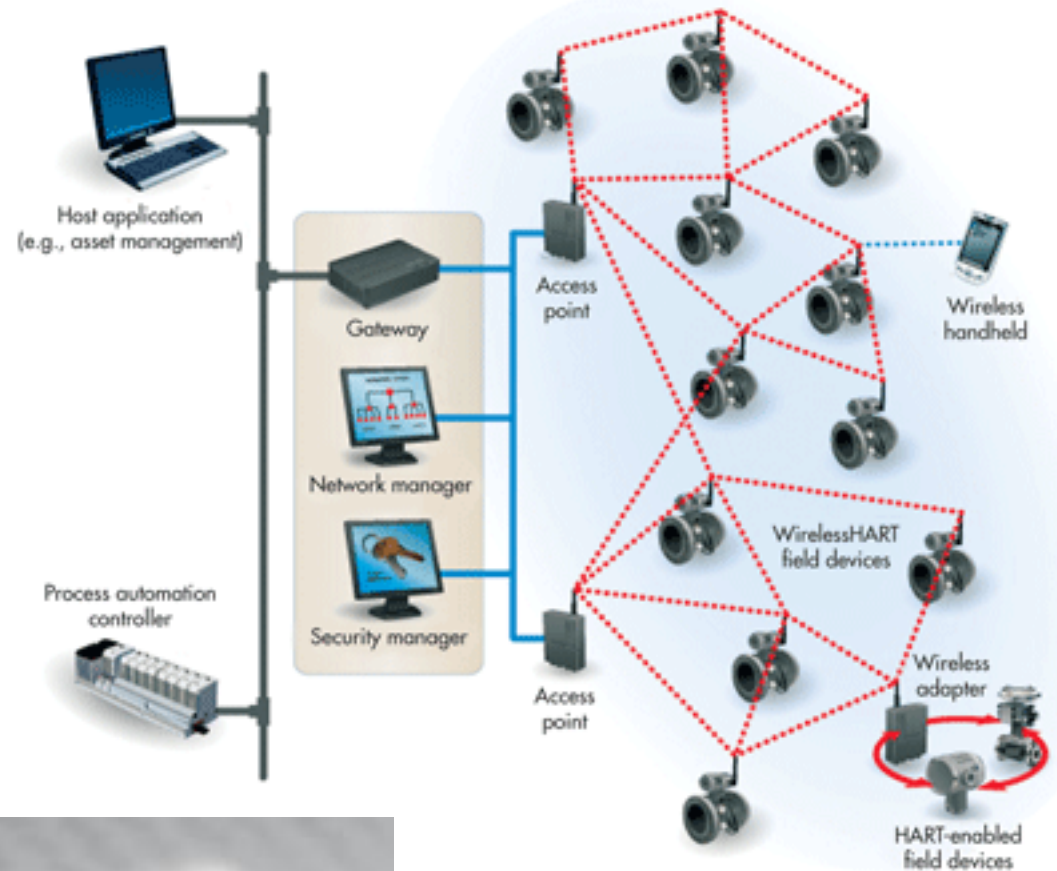 Host application
(e.g., asset management)
Gateway
Network manager
Security manager
Process automation
controller
Access
point
Access
point
Wireless
handheld
WirelessHART
field devices
Wireless
adapter
HART-enabled
field devices